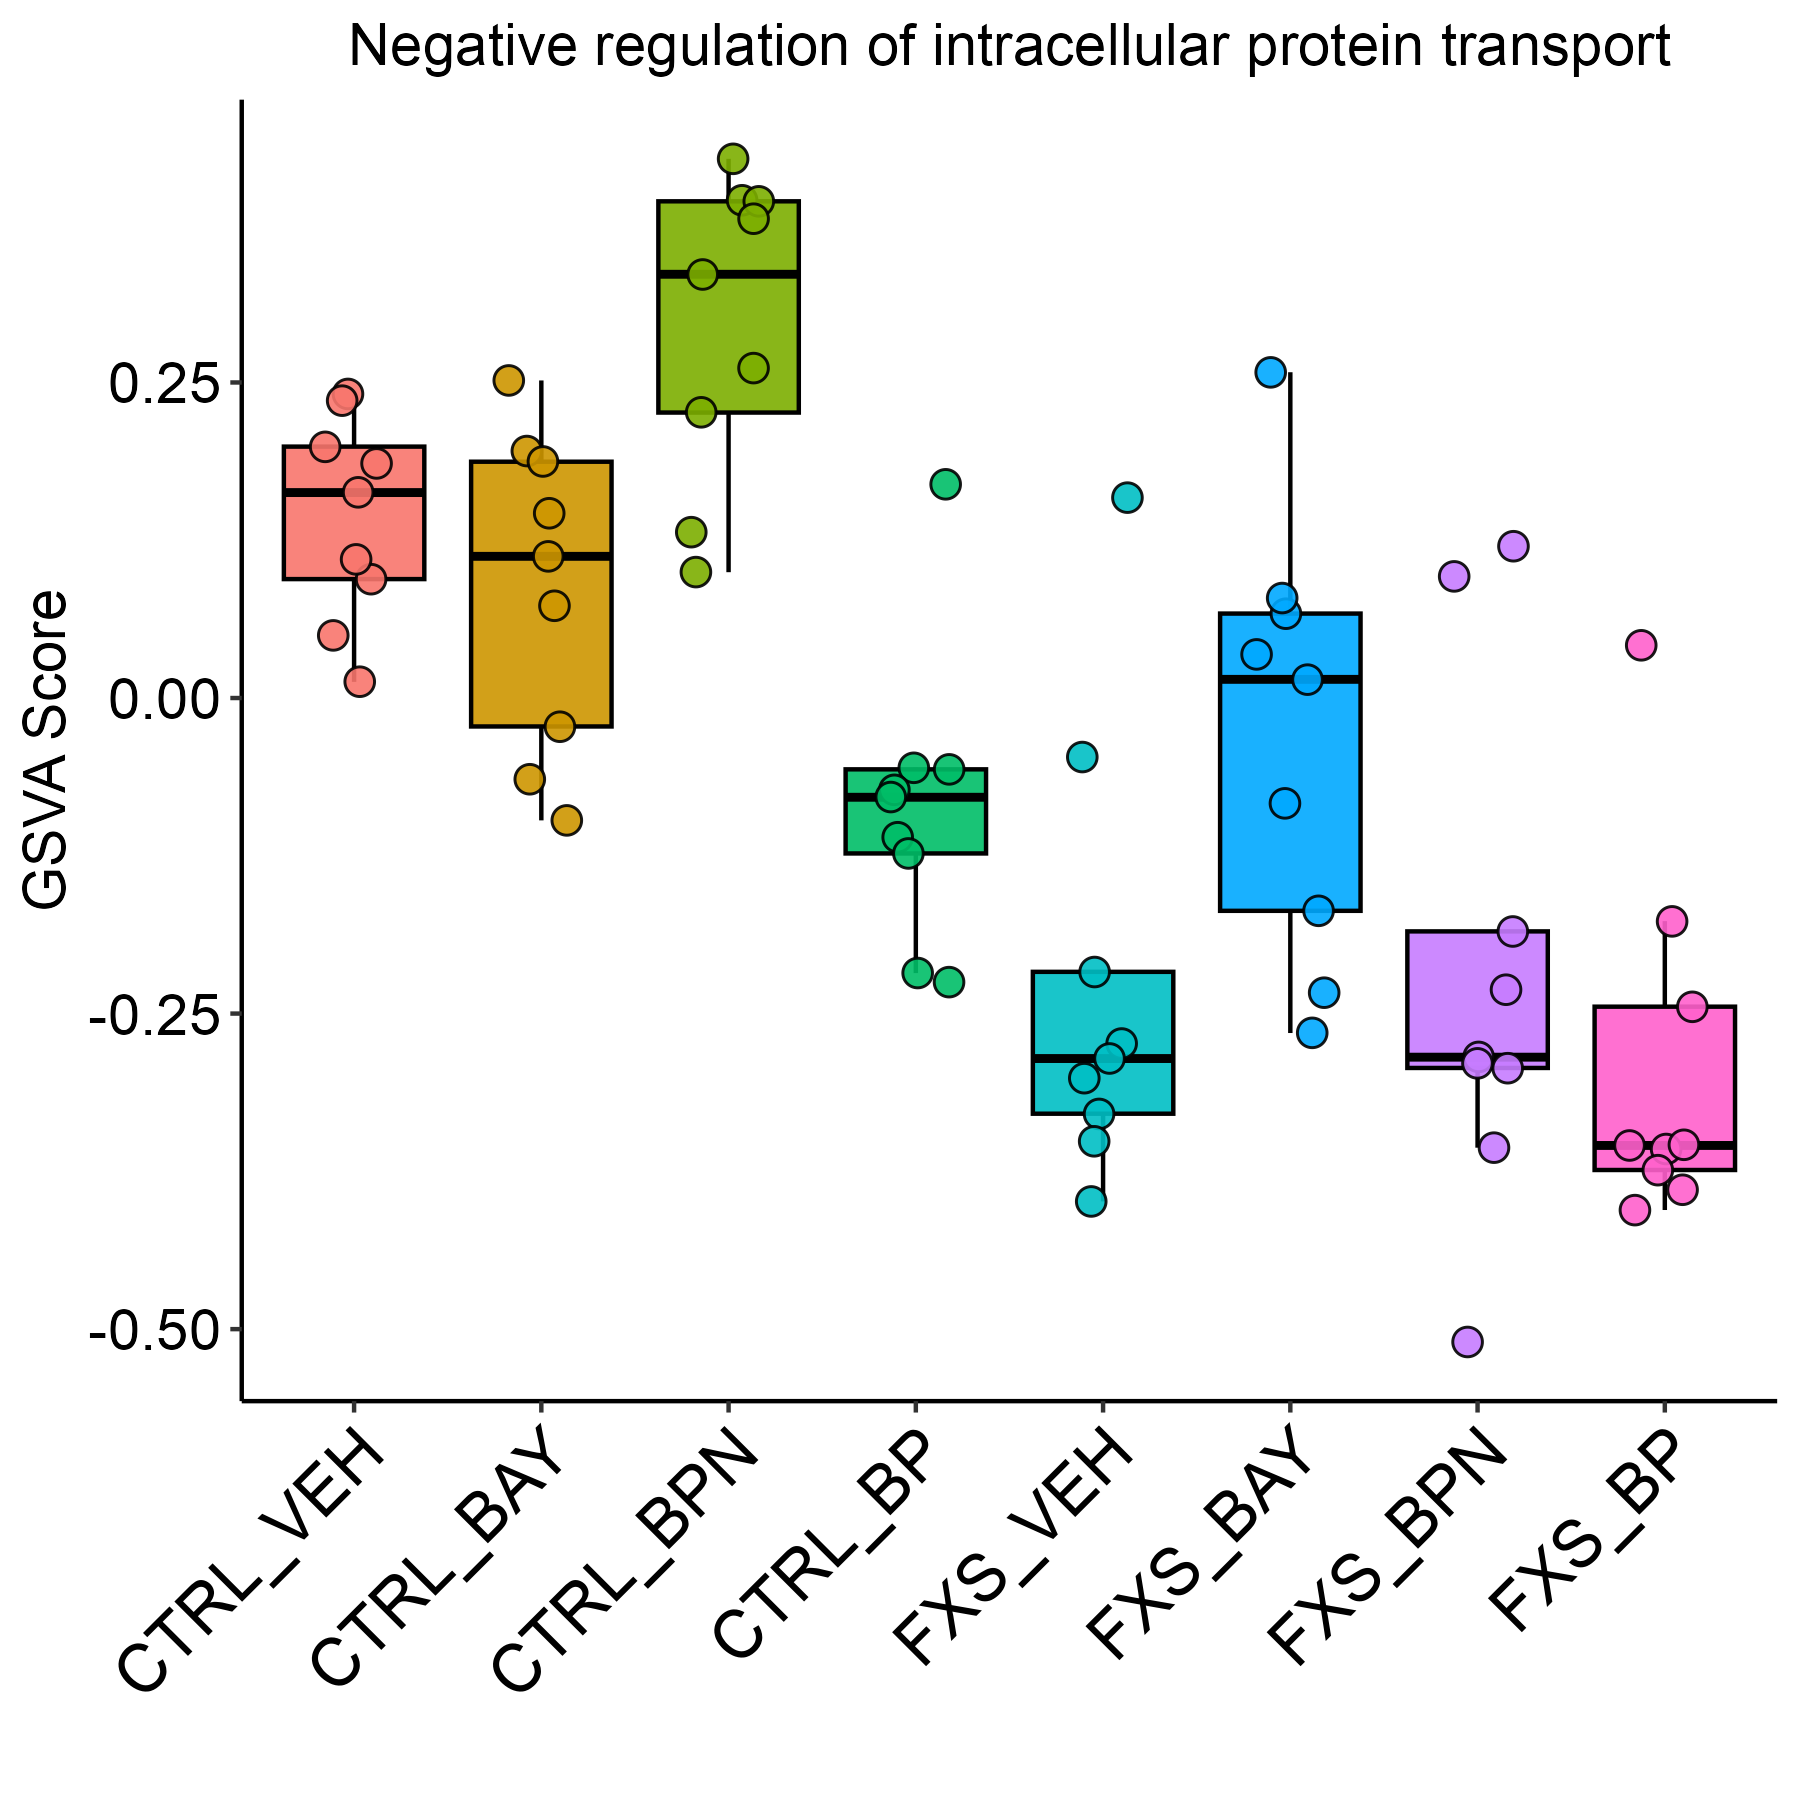 Negative regulation of intracellular protein transport
GSVA Score
0.25
0.00
-0.25
-0.50
CTRL_VEH
CTRL_BAY
CTRL_BPN
CTRL_BP
FXS_VEH
FXS_BAY
FXS_BPN
FXS_BP